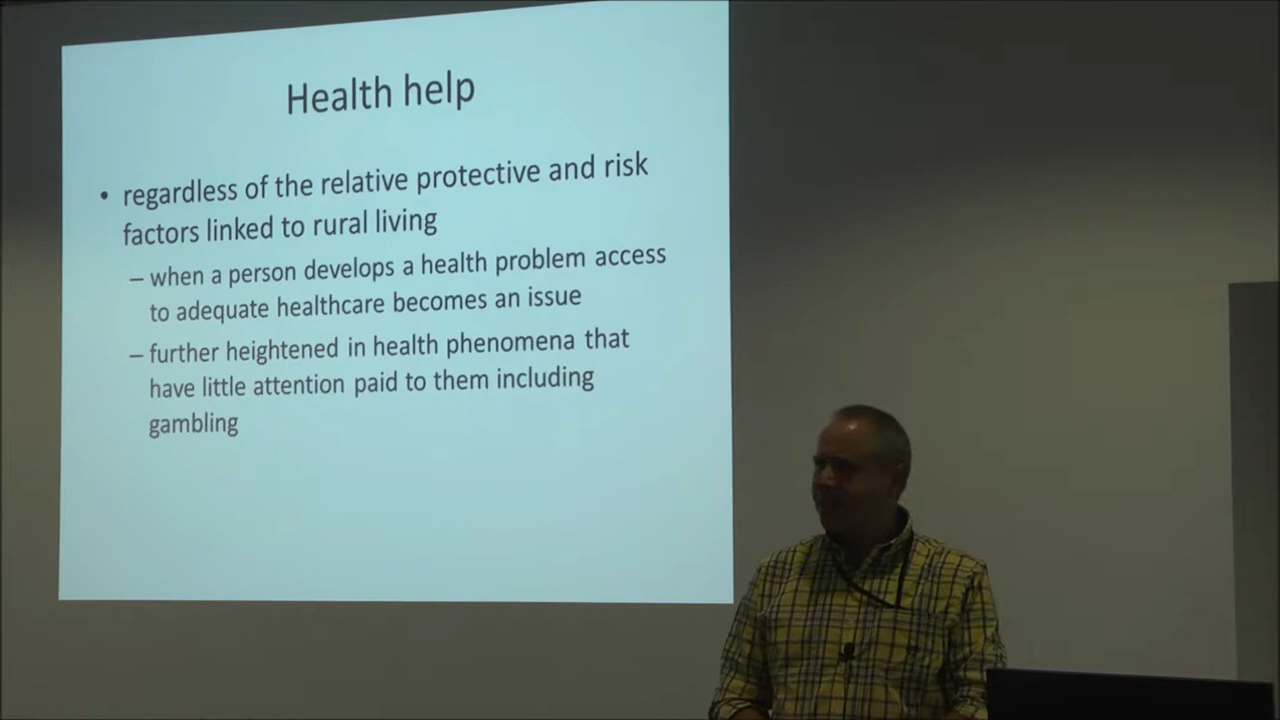 Health help
• regardless of the relative protective and risk
factors linked to rural living
– when a person develops a health problem access
to adequate healthcare becomes an issue
– further heightened in health phenomena that
have little attention paid to them including
gambling